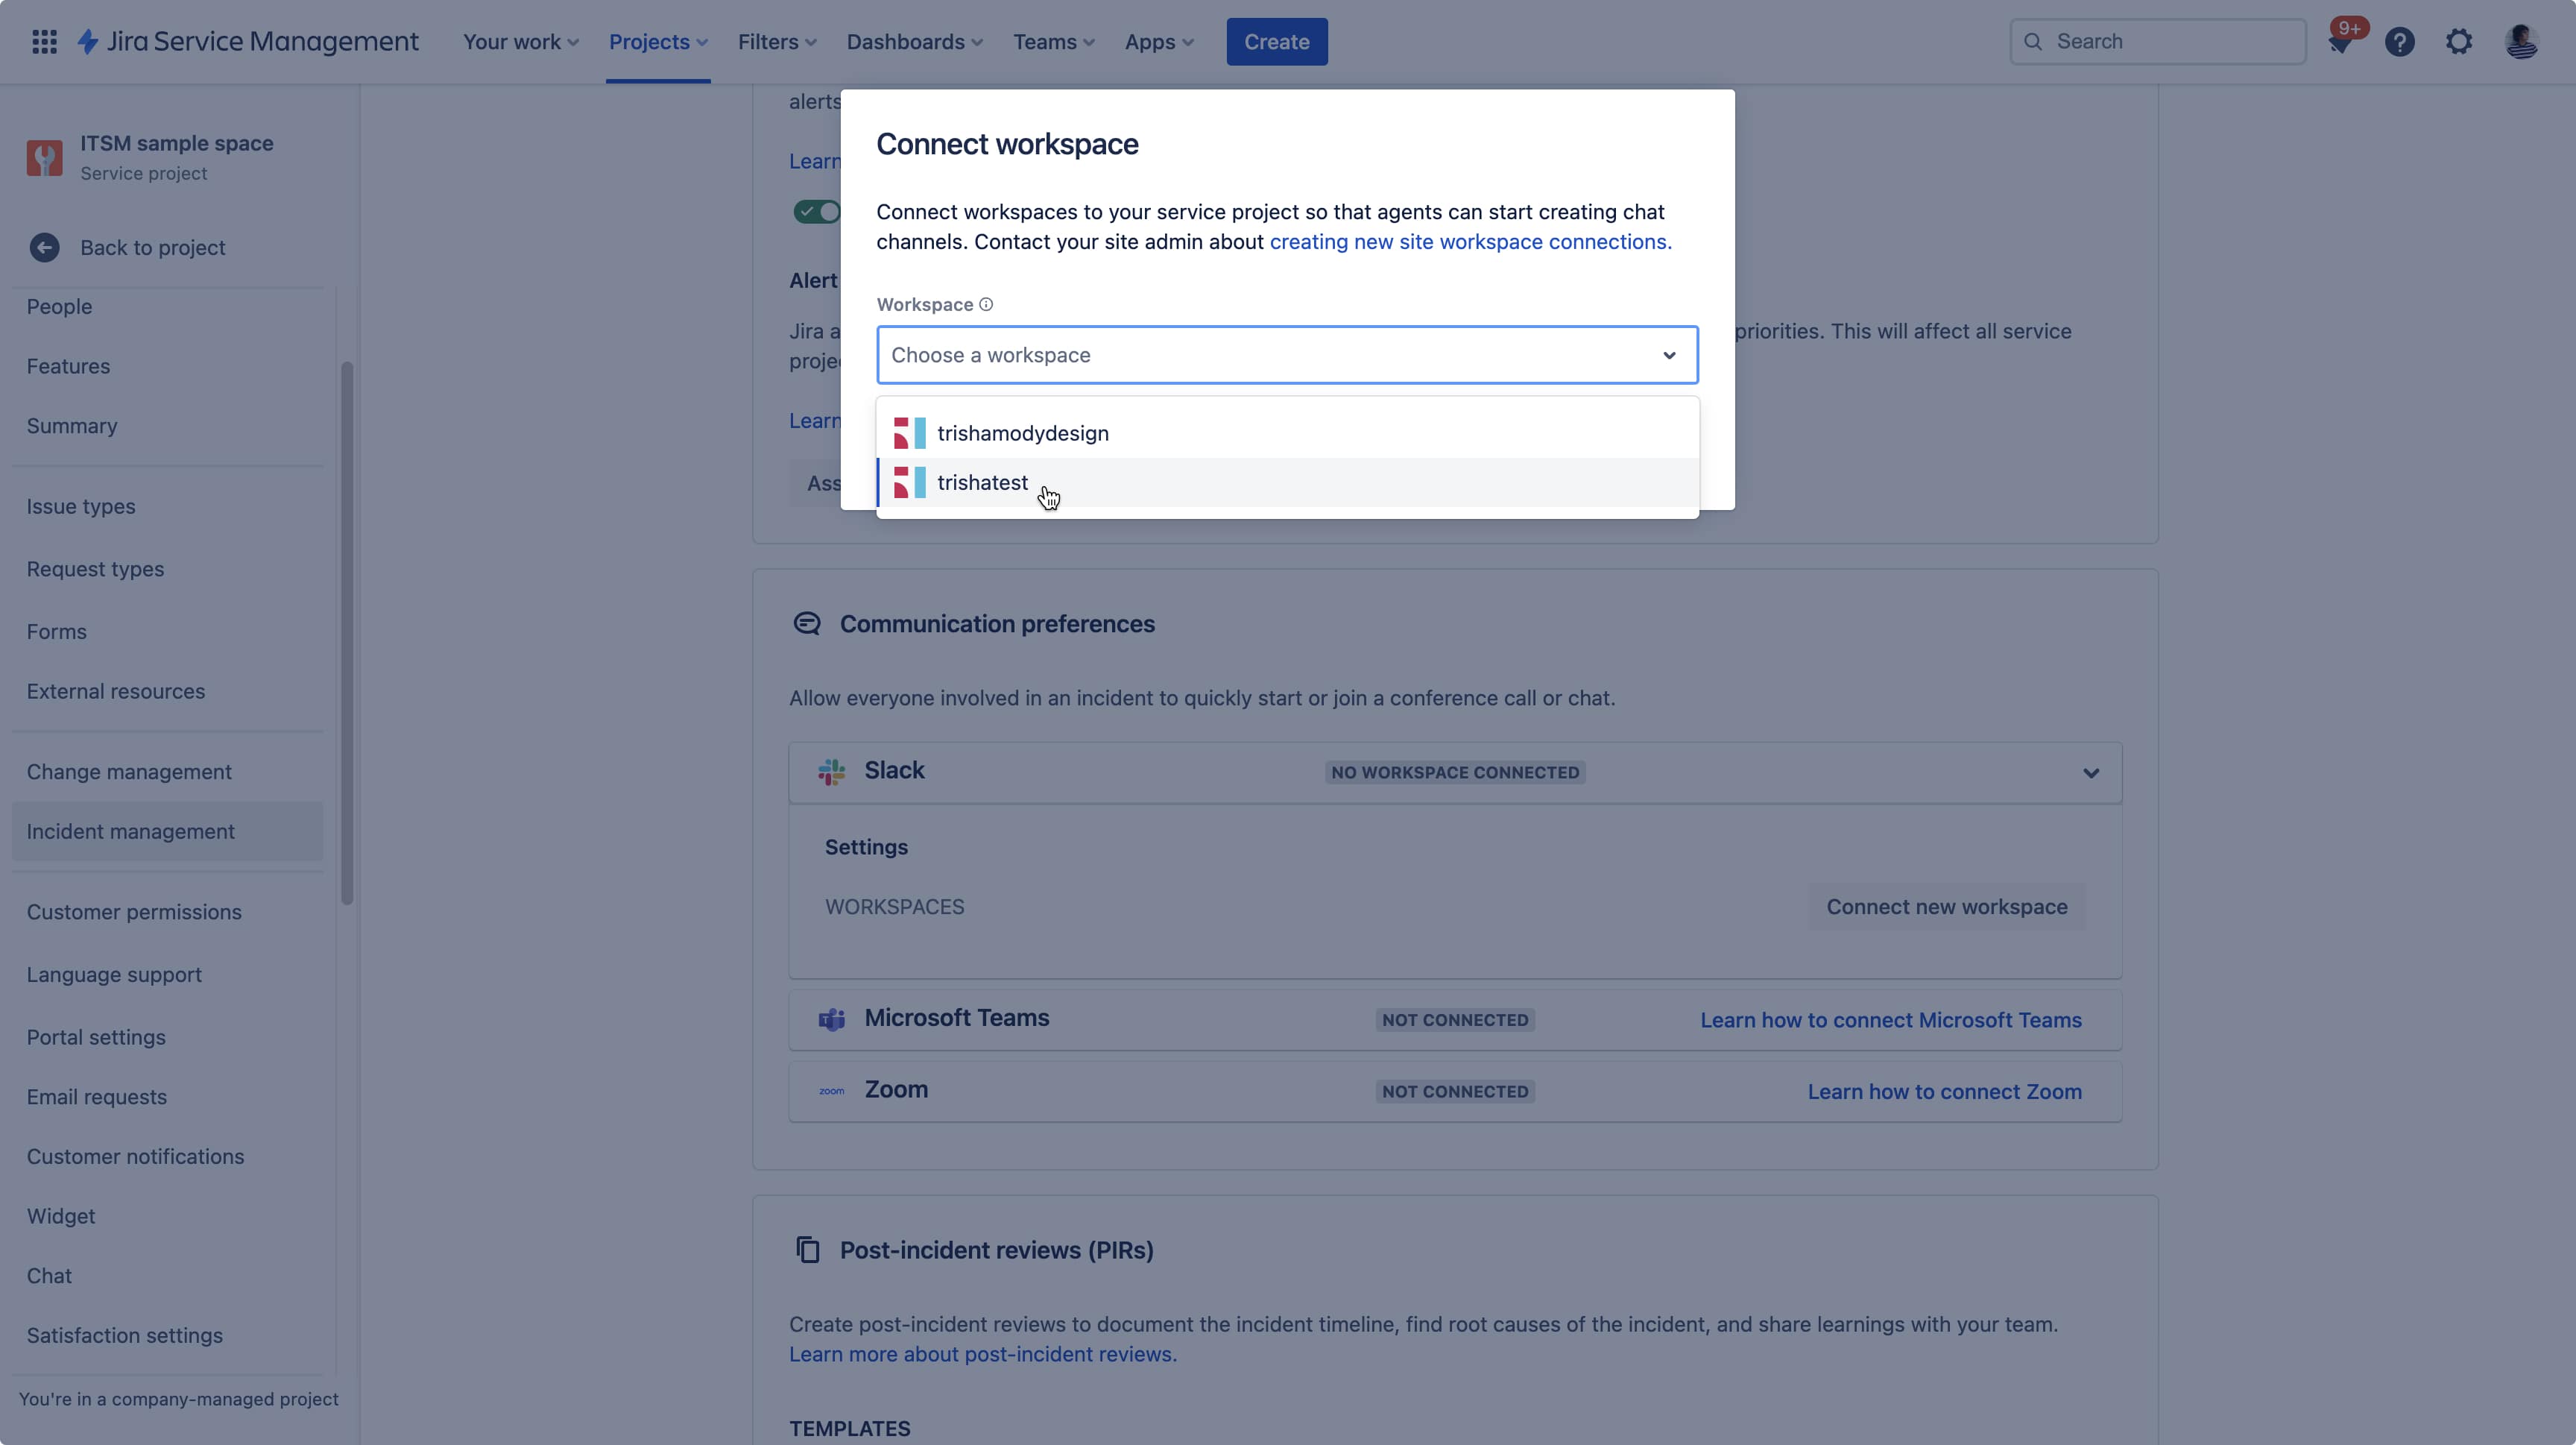 Jira Service Management
Your work
Projects
Filters
Dashboards
Teams
Apps
Create
Search
9+
ITSM sample space
Service project
Back to project
People
Features
Summary
Issue types
Request types
Forms
External resources
Change management
Incident management
Customer permissions
Language support
Portal settings
Email requests
Customer notifications
Widget
Chat
Satisfaction settings
You're in a company-managed project
alerts
Learn
Alert
Jira a
priorities. This will affect all service
proje
Learn
Ass
Connect workspace
Connect workspaces to your service project so that agents can start creating chat
channels. Contact your site admin about creating new site workspace connections.
Workspace
Choose a workspace
trishamodydesign
trishatest
Communication preferences
Allow everyone involved in an incident to quickly start or join a conference call or chat.
Slack
NO WORKSPACE CONNECTED
Settings
WORKSPACES
Connect new workspace
Microsoft Teams
NOT CONNECTED
Learn how to connect Microsoft Teams
zoom
Zoom
NOT CONNECTED
Learn how to connect Zoom
Post-incident reviews (PIRs)
Create post-incident reviews to document the incident timeline, find root causes of the incident, and share learnings with your team.
Learn more about post-incident reviews.
TEMPLATES